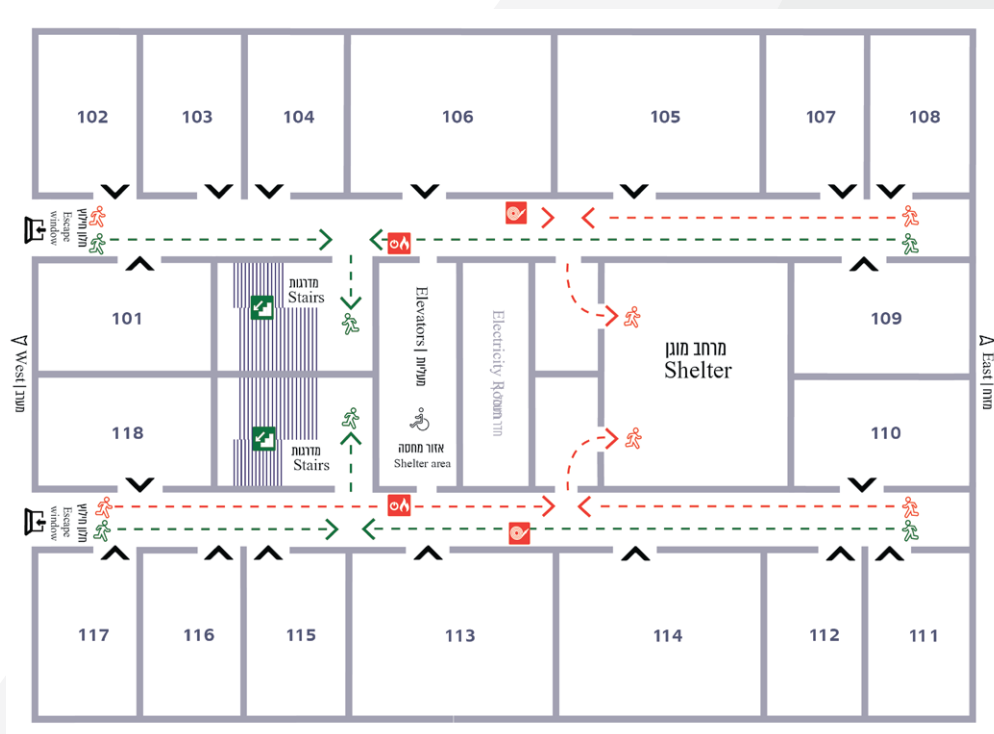 102
103
104
106
105
107
108
חלון מילוט
Escape
window
101
מדרגות
Stairs
Elevators | מעליות
Electricity Room
109
מרחב מוגן
Shelter
West | מערב
East | מזרח
118
מדרגות
Stairs
אזור מחסה
Shelter area
110
חלון מילוט
Escape
window
117
116
115
113
114
112
111